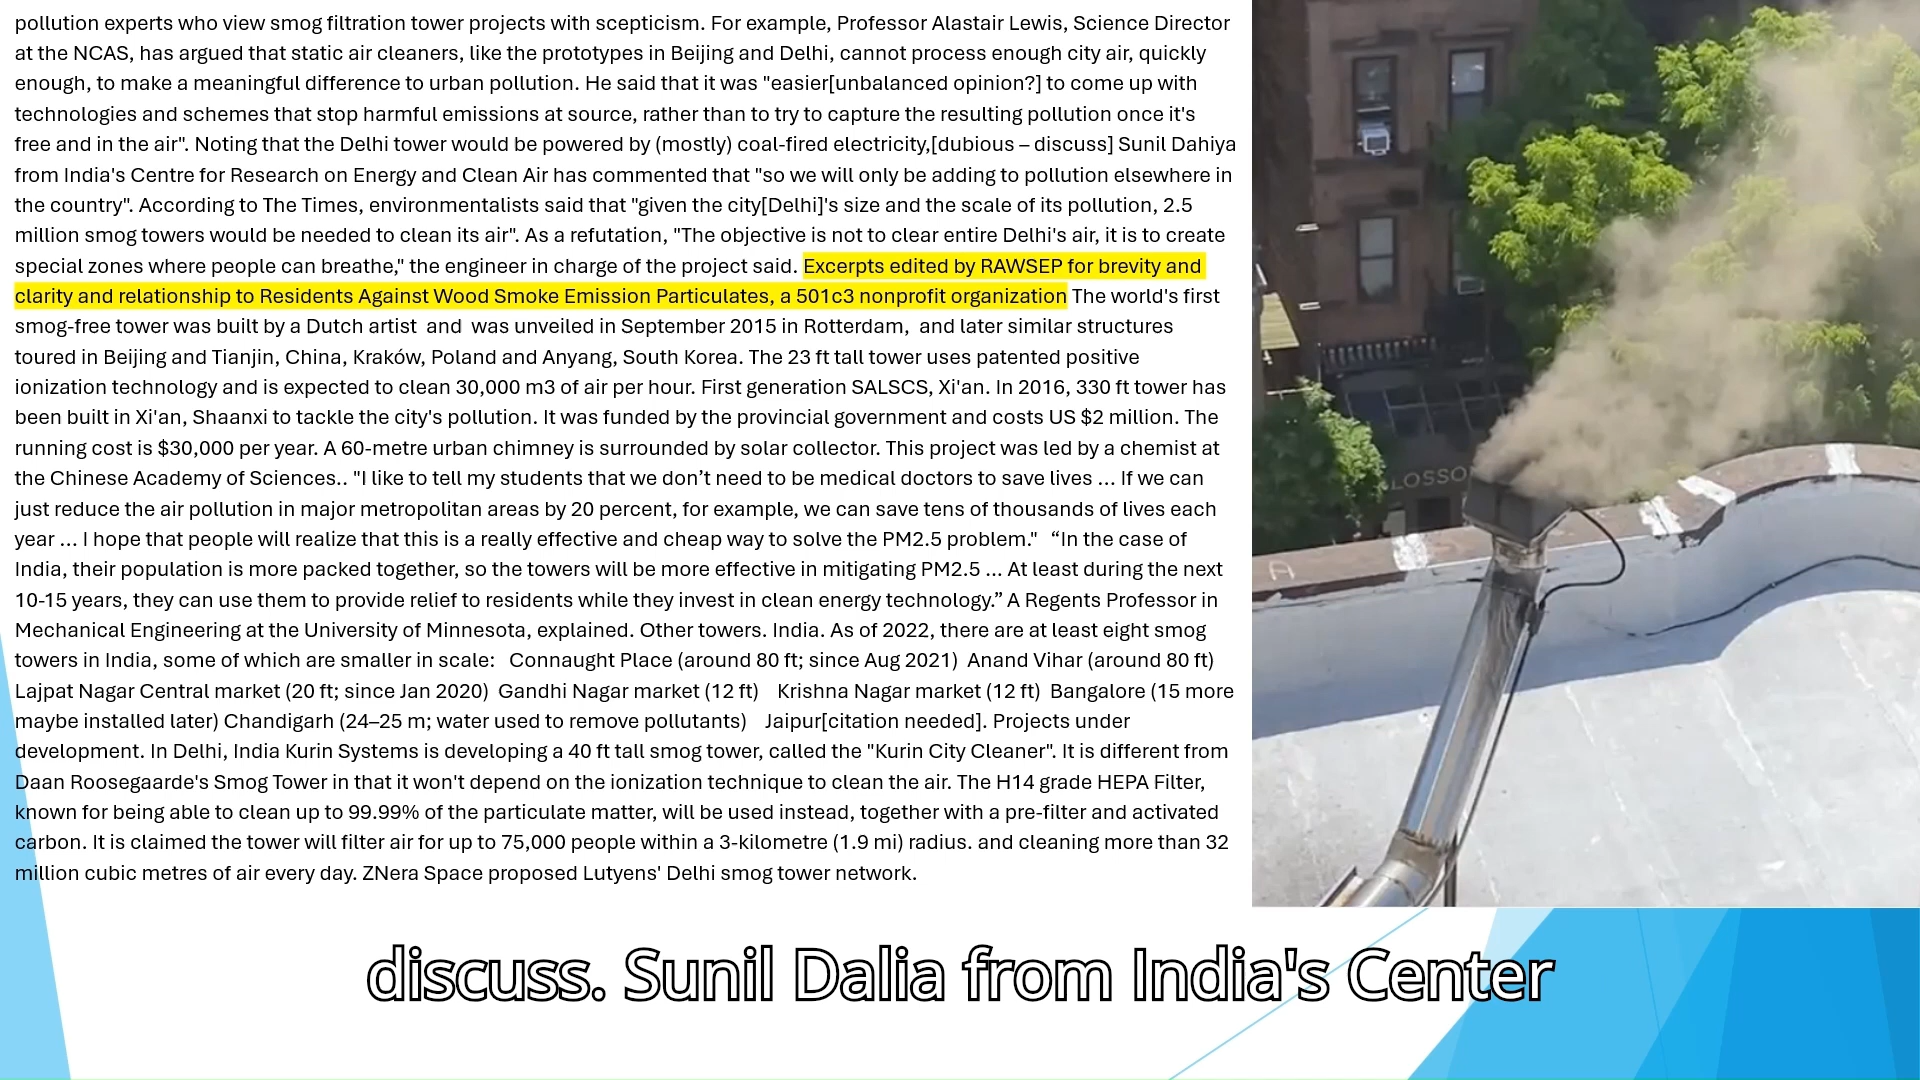 pollution experts who view smog filtration tower projects with scepticism. For example, Professor Alastair Lewis, Science Director
at the NCAS, has argued that static air cleaners, like the prototypes in Beijing and Delhi, cannot process enough city air, quickly
enough, to make a meaningful difference to urban pollution. He said that it was "easier[unbalanced opinion?] to come up with
technologies and schemes that stop harmful emissions at source, rather than to try to capture the resulting pollution once it's
free and in the air". Noting that the Delhi tower would be powered by (mostly) coal-fired electricity,[dubious – discuss] Sunil Dahiya
from India's Centre for Research on Energy and Clean Air has commented that "so we will only be adding to pollution elsewhere in
the country". According to The Times, environmentalists said that "given the city[Delhi]'s size and the scale of its pollution, 2.5
million smog towers would be needed to clean its air". As a refutation, "The objective is not to clear entire Delhi's air, it is to create
special zones where people can breathe," the engineer in charge of the project said. Excerpts edited by RAWSEP for brevity and
clarity and relationship to Residents Against Wood Smoke Emission Particulates, a 501c3 nonprofit organization The world's first
smog-free tower was built by a Dutch artist  and  was unveiled in September 2015 in Rotterdam,  and later similar structures
toured in Beijing and Tianjin, China, Kraków, Poland and Anyang, South Korea. The 23 ft tall tower uses patented positive
ionization technology and is expected to clean 30,000 m3 of air per hour. First generation SALSCS, Xi'an. In 2016, 330 ft tower has
been built in Xi'an, Shaanxi to tackle the city's pollution. It was funded by the provincial government and costs US $2 million. The
running cost is $30,000 per year. A 60-metre urban chimney is surrounded by solar collector. This project was led by a chemist at
the Chinese Academy of Sciences.. "I like to tell my students that we don’t need to be medical doctors to save lives ... If we can
just reduce the air pollution in major metropolitan areas by 20 percent, for example, we can save tens of thousands of lives each
year ... I hope that people will realize that this is a really effective and cheap way to solve the PM2.5 problem."  “In the case of
India, their population is more packed together, so the towers will be more effective in mitigating PM2.5 ... At least during the next
10-15 years, they can use them to provide relief to residents while they invest in clean energy technology.” A Regents Professor in
Mechanical Engineering at the University of Minnesota, explained. Other towers. India. As of 2022, there are at least eight smog
towers in India, some of which are smaller in scale:  Connaught Place (around 80 ft; since Aug 2021)  Anand Vihar (around 80 ft)
Lajpat Nagar Central market (20 ft; since Jan 2020)  Gandhi Nagar market (12 ft)   Krishna Nagar market (12 ft)  Bangalore (15 more
maybe installed later) Chandigarh (24–25 m; water used to remove pollutants)   Jaipur[citation needed]. Projects under
development. In Delhi, India Kurin Systems is developing a 40 ft tall smog tower, called the "Kurin City Cleaner". It is different from
Daan Roosegaarde's Smog Tower in that it won't depend on the ionization technique to clean the air. The H14 grade HEPA Filter,
known for being able to clean up to 99.99% of the particulate matter, will be used instead, together with a pre-filter and activated
carbon. It is claimed the tower will filter air for up to 75,000 people within a 3-kilometre (1.9 mi) radius. and cleaning more than 32
million cubic metres of air every day. ZNera Space proposed Lutyens' Delhi smog tower network.
LOSSO
discuss. Sunil Dalia from India's Center